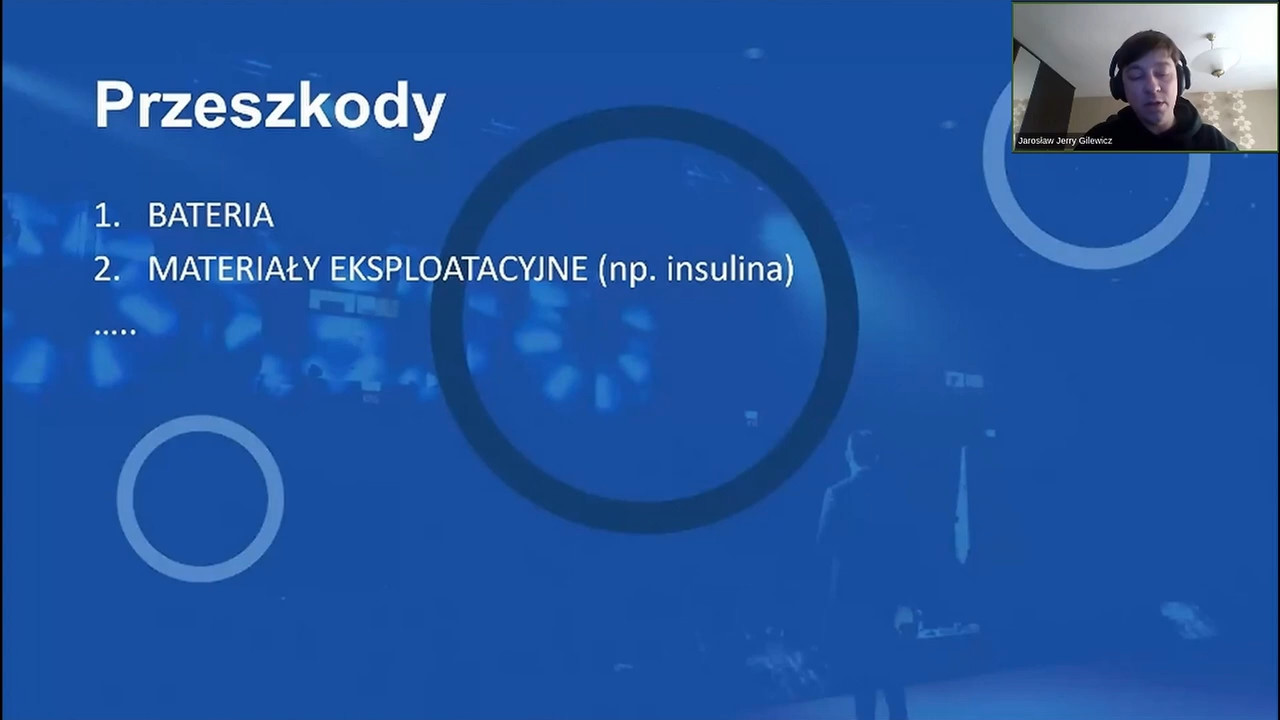 Przeszkody
1. BATERIA
2. MATERIAŁY EKSPLOATACYJNE (np. insulina)
.....
Jarosław Jerry Gilewicz